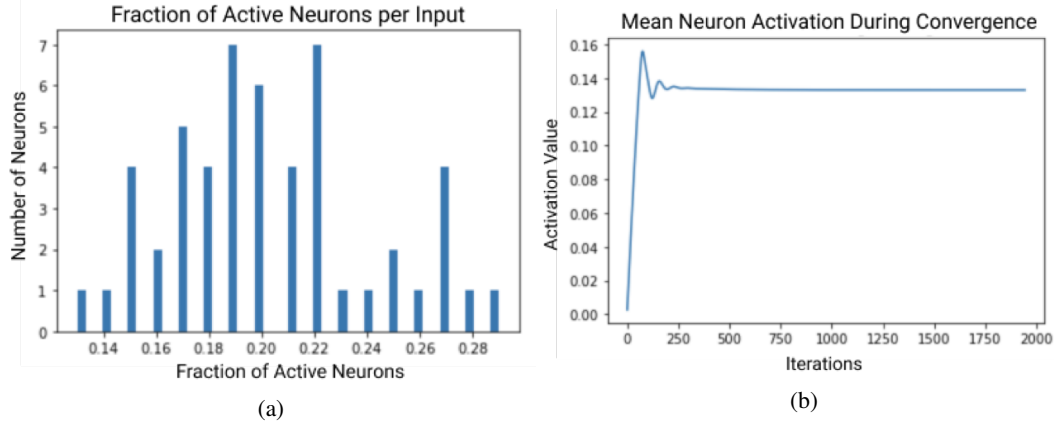 Fraction of Active Neurons per Input
Number of Neurons
7
6
5
4
3
2
1
0
0.14 0.16 0.18 0.20 0.22 0.24 0.26 0.28
Fraction of Active Neurons
(a)
Mean Neuron Activation During Convergence
Activation Value
0.16
0.14
0.12
0.10
0.08
0.06
0.04
0.02
0.00
0 250 500 750 1000 1250 1500 1750 2000
Iterations
(b)